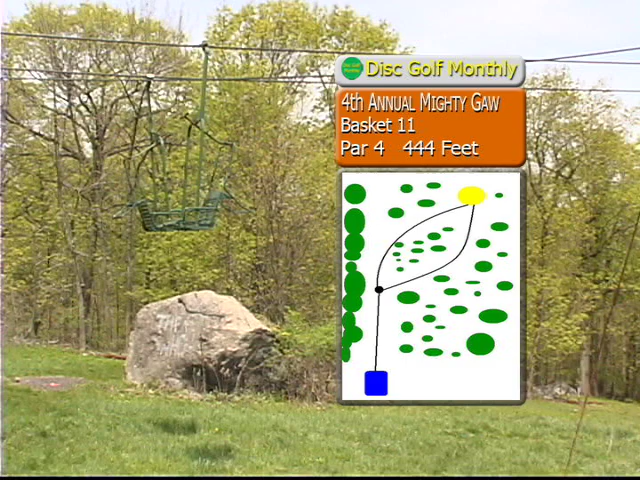 Disc Golf Monthly
4th ANNUAL MIGHTY GAW
Basket 11
Par 4 444 Feet